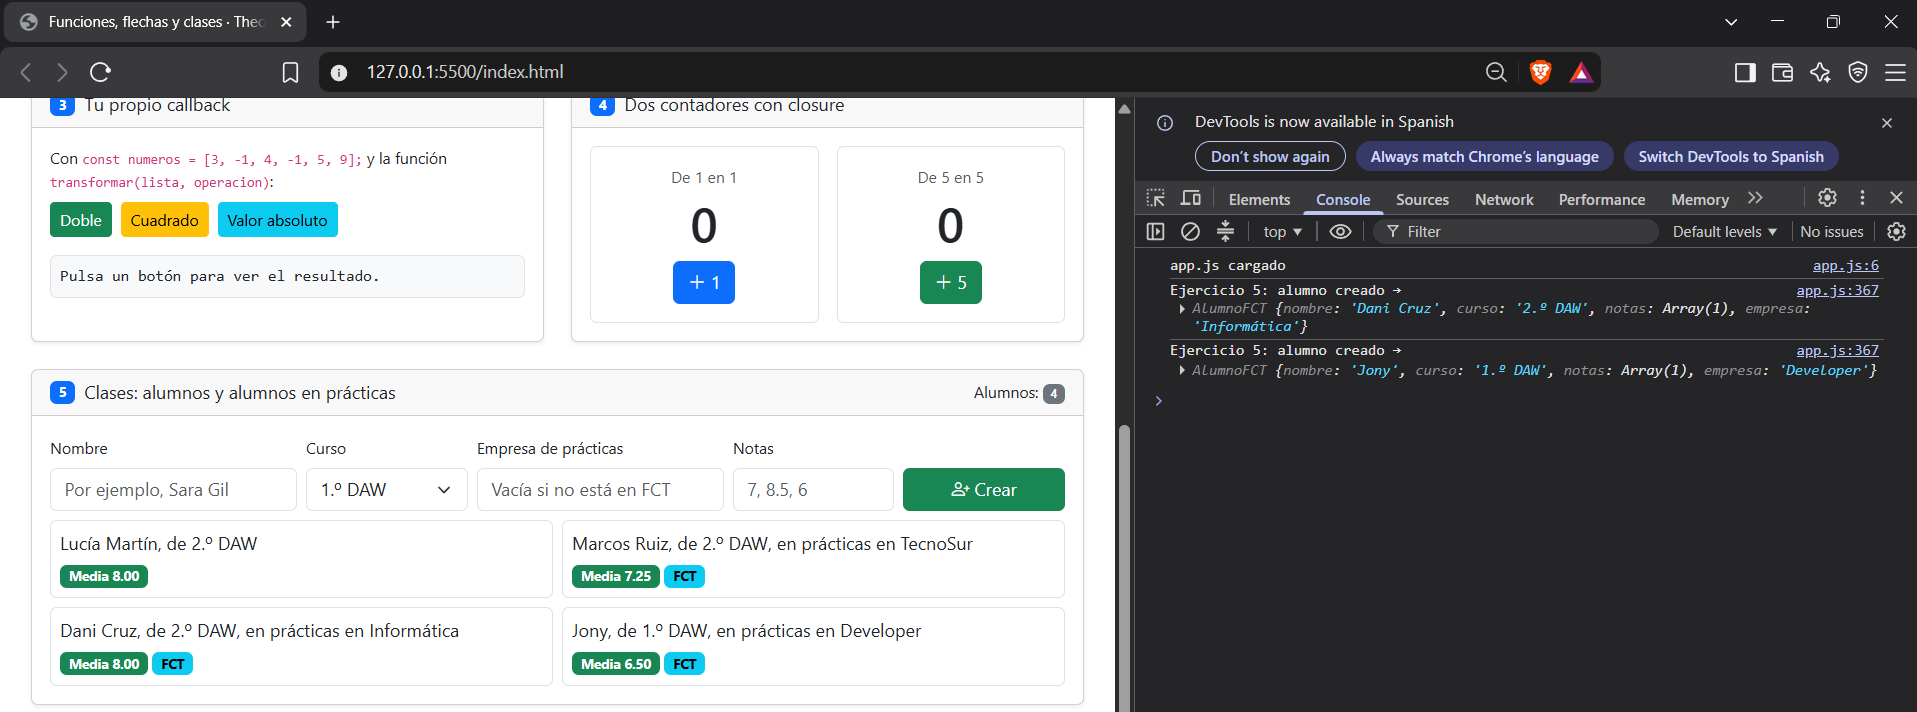 Funciones, flechas y clases · Theo
127.0.0.1:5500/index.html
3 Tu propio callback
Con const numeros = [3, -1, 4, -1, 5, 9]; y la función
transformar(lista, operacion):
Doble Cuadrado Valor absoluto
Pulsa un botón para ver el resultado.
4 Dos contadores con closure
De 1 en 1
0
+ 1
De 5 en 5
0
+ 5
5 Clases: alumnos y alumnos en prácticas Alumnos: 4
Nombre Curso Empresa de prácticas Notas
Por ejemplo, Sara Gil 1.º DAW Vacía si no está en FCT 7, 8.5, 6 Crear
Lucía Martín, de 2.º DAW
Media 8.00
Marcos Ruiz, de 2.º DAW, en prácticas en TecnoSur
Media 7.25 FCT
Dani Cruz, de 2.º DAW, en prácticas en Informática
Media 8.00 FCT
Jony, de 1.º DAW, en prácticas en Developer
Media 6.50 FCT
DevTools is now available in Spanish
Don't show again Always match Chrome's language Switch DevTools to Spanish
Elements Console Sources Network Performance Memory
top Filter Default levels No issues
app.js cargado app.js:6
Ejercicio 5: alumno creado → app.js:367
AlumnoFCT {nombre: 'Dani Cruz', curso: '2.º DAW', notas: Array(1), empresa:
'Informática'}
Ejercicio 5: alumno creado → app.js:367
AlumnoFCT {nombre: 'Jony', curso: '1.º DAW', notas: Array(1), empresa: 'Developer'}